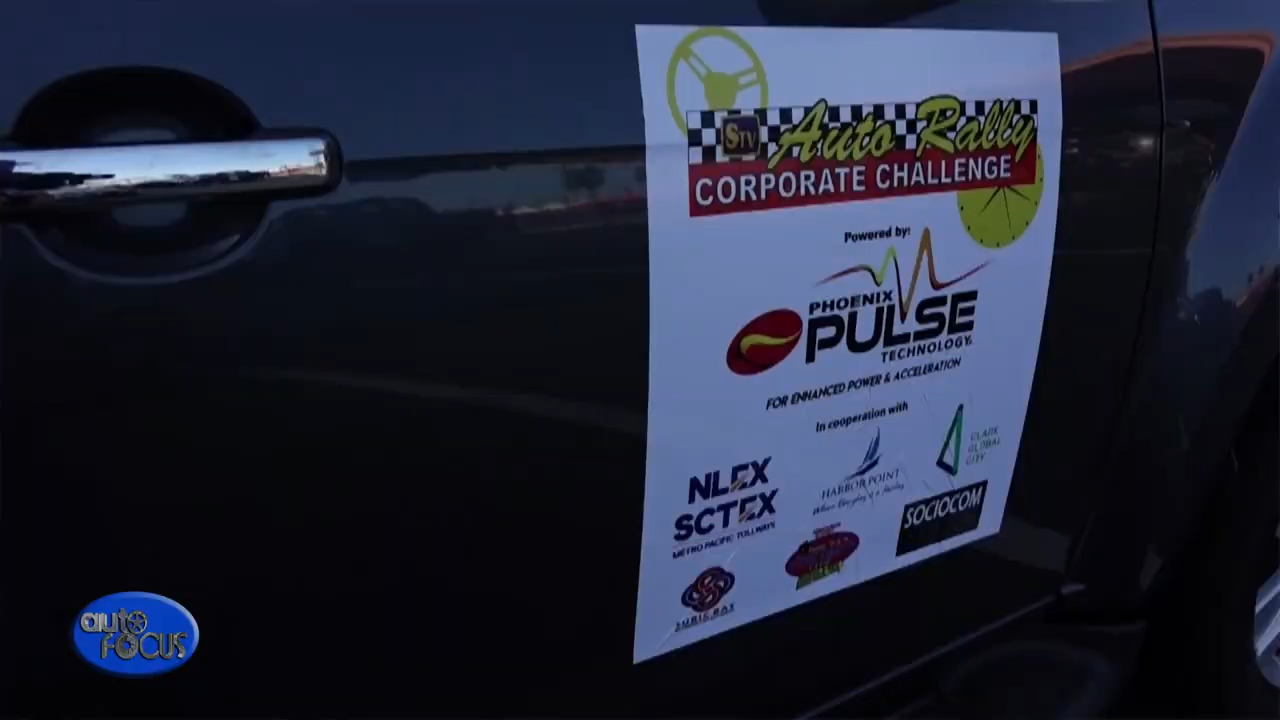 STV
Auto Rally
CORPORATE CHALLENGE
Powered by:
PHOENIX
PULSE
TECHNOLOGY
FOR ENHANCED POWER & ACCELERATION
In cooperation with
NLEX
SCTEX
METRO PACIFIC TOLLWAYS
HARBOR POINT
CLARK
GLOBAL
CITY
SOCIOCOM
SUBIC BAY
auto
FOCUS